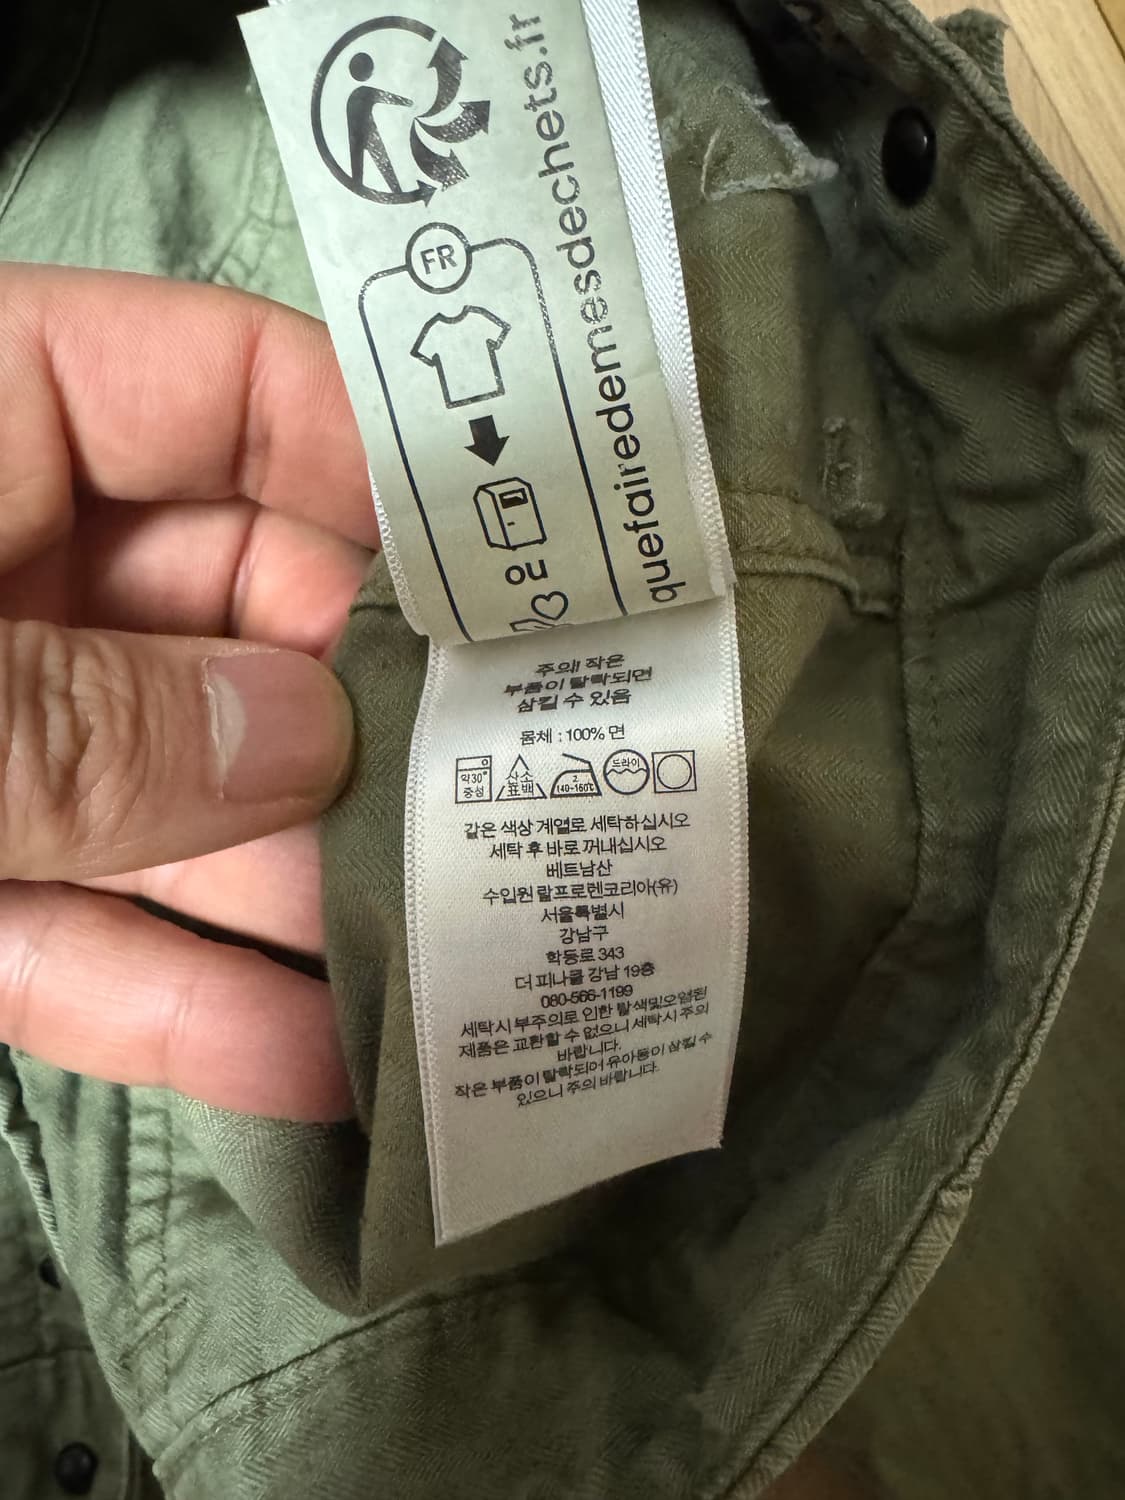 quefairedemesdechets.fr
FR
ou
주의! 작은
부품이 탈락되면
삼킬 수 있음
몸체 : 100% 면
약30°
중성
산소
표백
2
140~160℃
드라이
같은 색상 계열로 세탁하십시오
세탁 후 바로 꺼내십시오
베트남산
수입원 랄프로렌코리아(유)
서울특별시
강남구
학동로 343
더 피나클 강남 19층
080-566-1199
세탁시 부주의로 인한 탈색및오염된
제품은 교환할 수 없으니 세탁시 주의
바랍니다.
작은 부품이 탈락되어 유아동이 삼킬 수
있으니 주의 바랍니다.